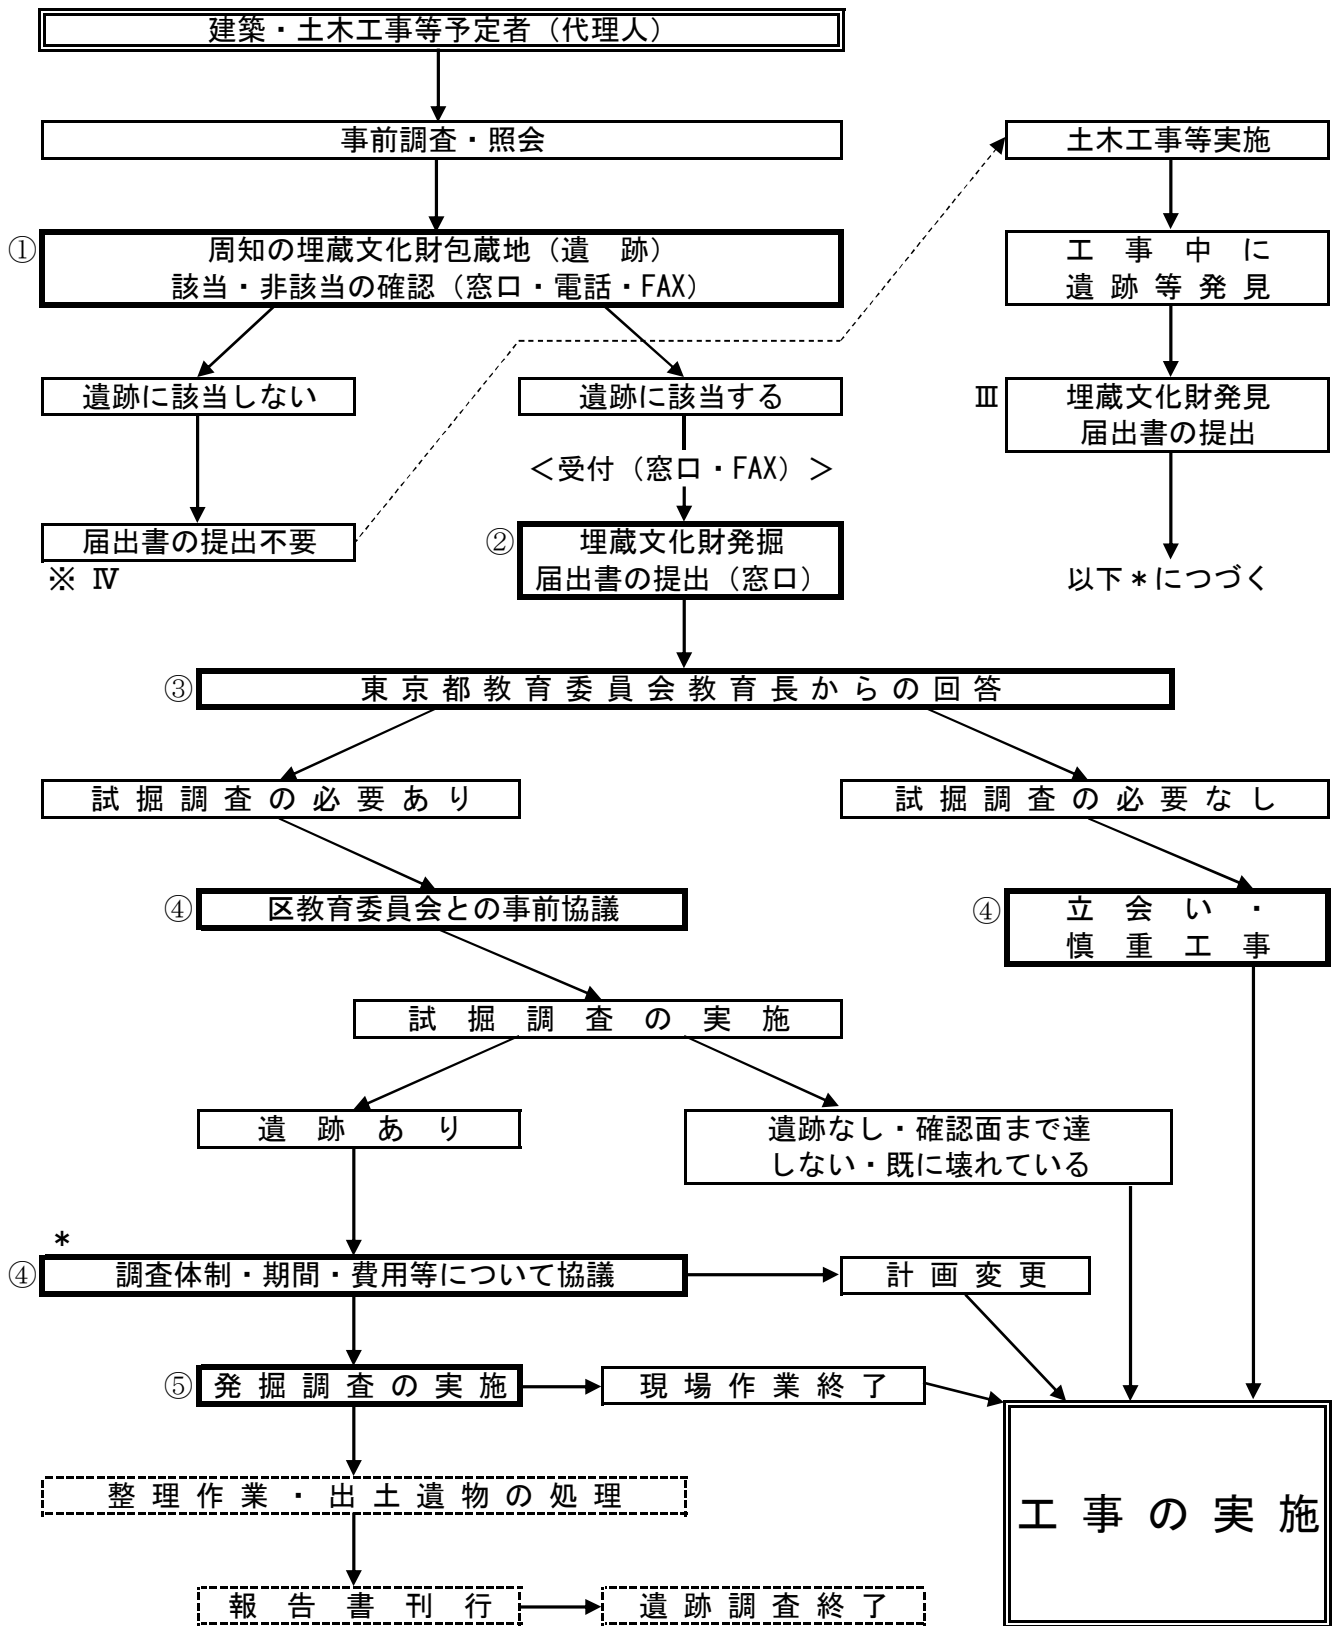 建築・土木工事等予定者（代理人）
事前調査・照会
土木工事等実施
①
周知の埋蔵文化財包蔵地（遺　跡）
該当・非該当の確認（窓口・電話・FAX）
工　事　中　に
遺 跡 等 発 見
遺跡に該当しない
遺跡に該当する
Ⅲ
埋蔵文化財発見
届出書の提出
＜受付（窓口・FAX）＞
届出書の提出不要
※ Ⅳ
②
埋蔵文化財発掘
届出書の提出（窓口）
以下＊につづく
③
東 京 都 教 育 委 員 会 教 育 長 か ら の 回 答
試 掘 調 査 の 必 要 あ り
試 掘 調 査 の 必 要 な し
④
区教育委員会との事前協議
④
立　会　い　・
慎　重　工　事
試　掘　調　査　の　実　施
遺　跡　あ　り
遺跡なし・確認面まで達
しない・既に壊れている
＊
④
調査体制・期間・費用等について協議
計 画 変 更
⑤
発 掘 調 査 の 実 施
現 場 作 業 終 了
整 理 作 業 ・ 出 土 遺 物 の 処 理
工 事 の 実 施
報　告　書　刊　行
遺 跡 調 査 終 了